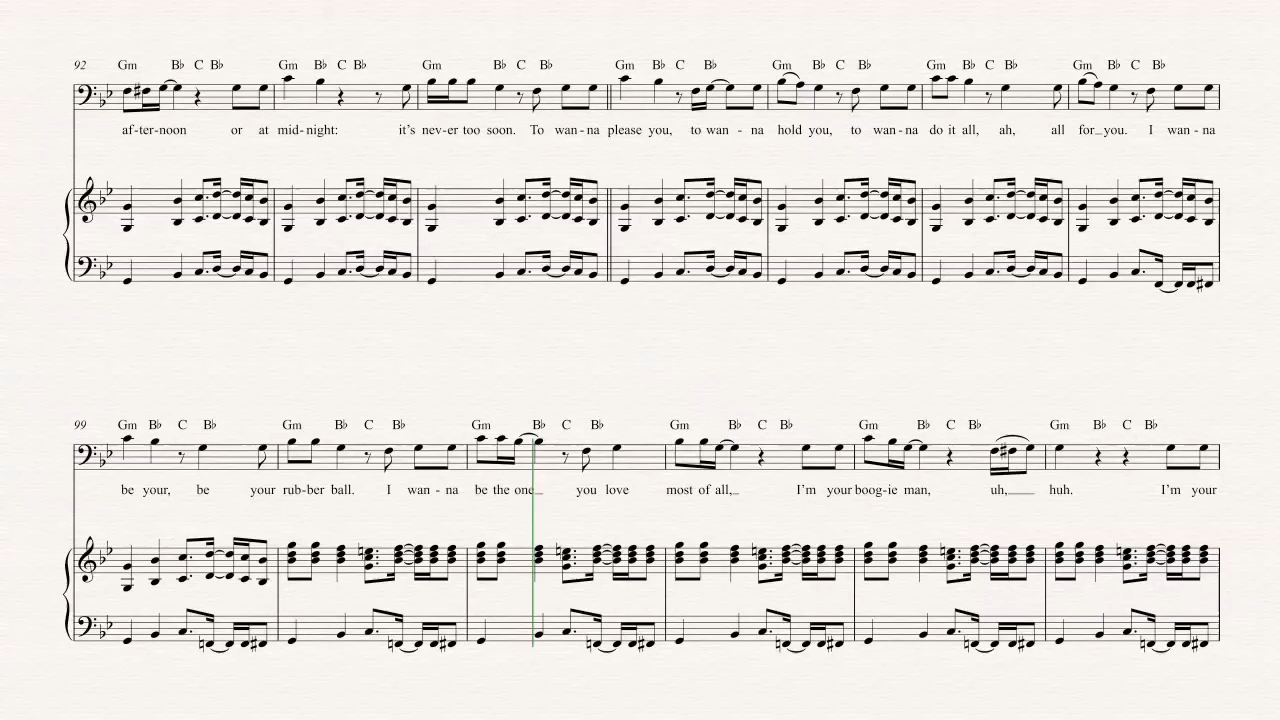 92
Gm B♭ C B♭ Gm B♭ C B♭ Gm B♭ C B♭ Gm B♭ C B♭ Gm B♭ C B♭ Gm B♭ C B♭ Gm B♭ C B♭
af-ter-noon or at mid-night: it's nev-er too soon. To wan-na please you, to wan - na hold you, to wan-na do it all, ah, all for_ you. I wan - na
99
Gm B♭ C B♭ Gm B♭ C B♭ Gm B♭ C B♭ Gm B♭ C B♭ Gm B♭ C B♭ Gm B♭ C B♭
be your, be your rub-ber ball. I wan - na be the one_ you love most of all,_ I'm your boog-ie man, uh,___ huh. I'm your